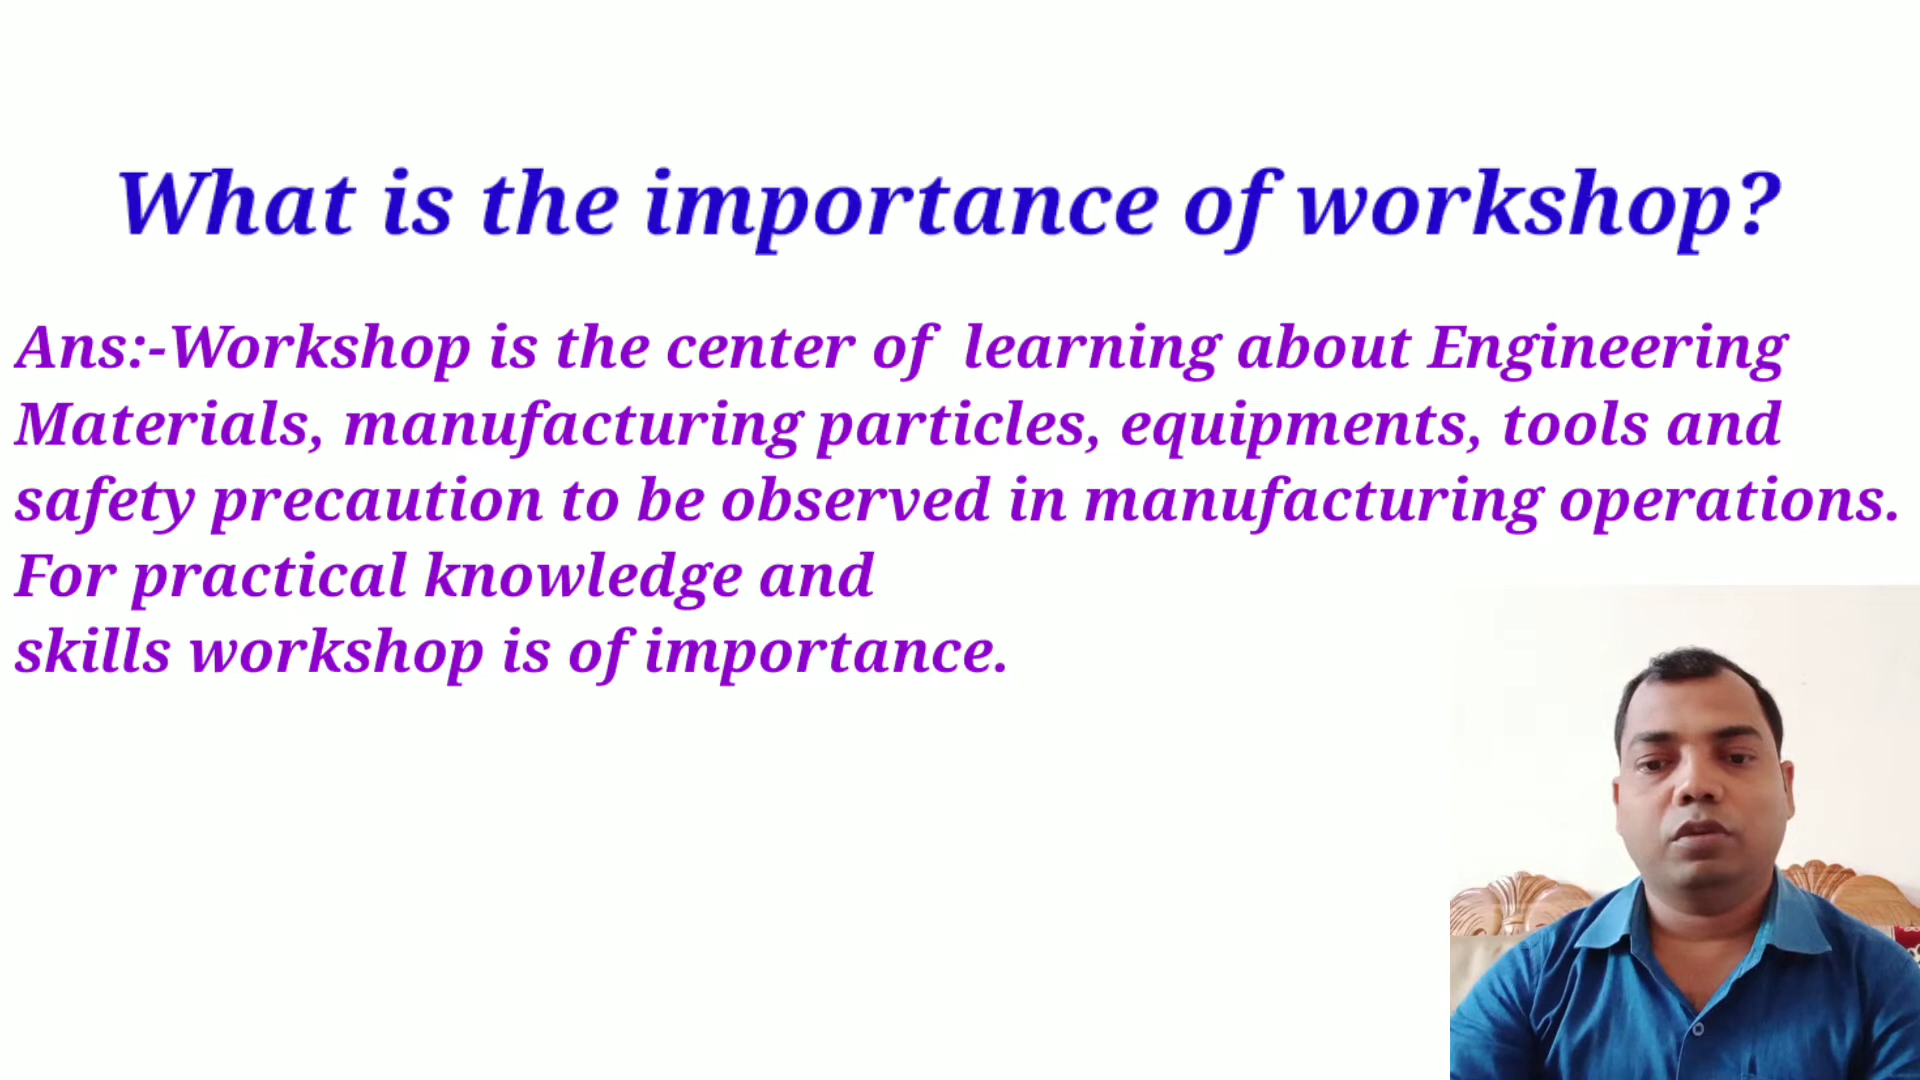 What is the importance of workshop?
Ans:-Workshop is the center of learning about Engineering
Materials, manufacturing particles, equipments, tools and
safety precaution to be observed in manufacturing operations.
For practical knowledge and
skills workshop is of importance.